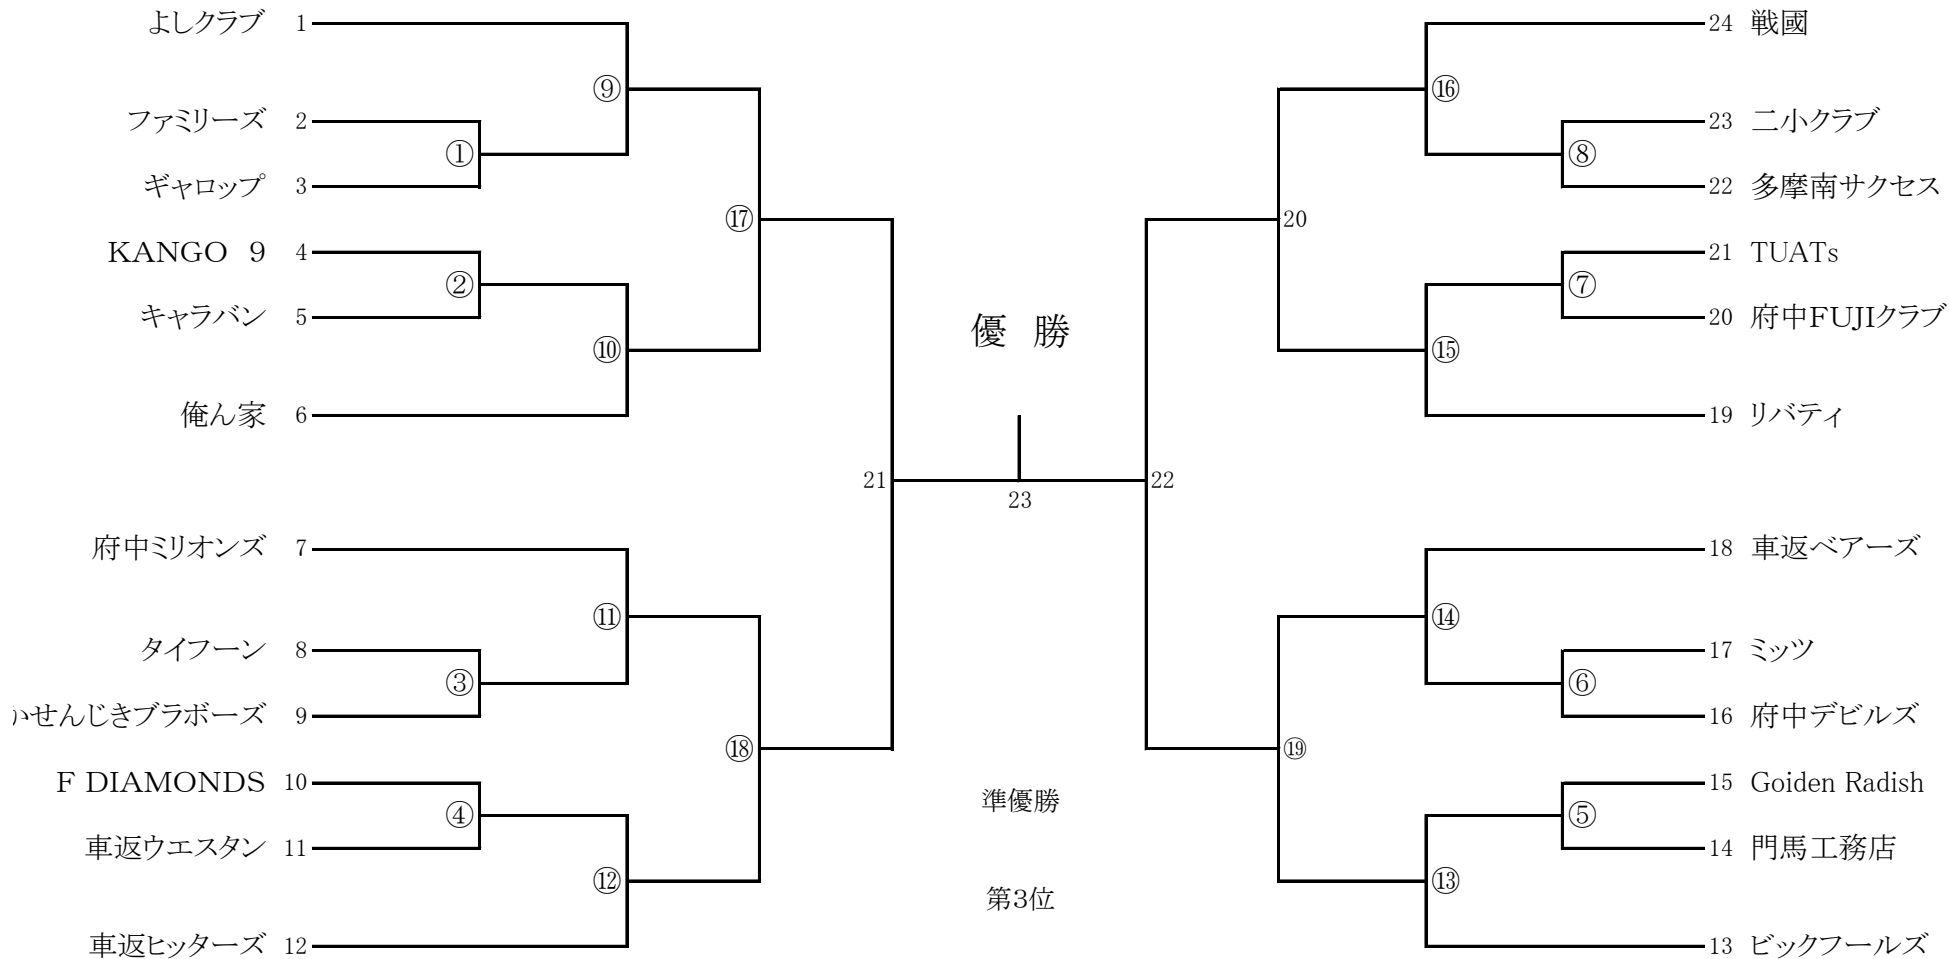 よしクラブ 1
⑨
ファミリーズ 2
①
ギャロップ 3
⑰
KANGO 9 4
②
キャラバン 5
⑩
俺ん家 6
21
府中ミリオンズ 7
⑪
タイフーン 8
③
かせんじきブラボーズ 9
⑱
F DIAMONDS 10
④
車返ウエスタン 11
⑫
車返ヒッターズ 12
優 勝
23
準優勝
第3位
24 戦國
⑯
23 二小クラブ
⑧
22 多摩南サクセス
20
21 TUATs
⑦
20 府中FUJIクラブ
⑮
19 リバティ
22
18 車返ベアーズ
⑭
17 ミッツ
⑥
16 府中デビルズ
⑲
15 Goiden Radish
⑤
14 門馬工務店
⑬
13 ビックフールズ